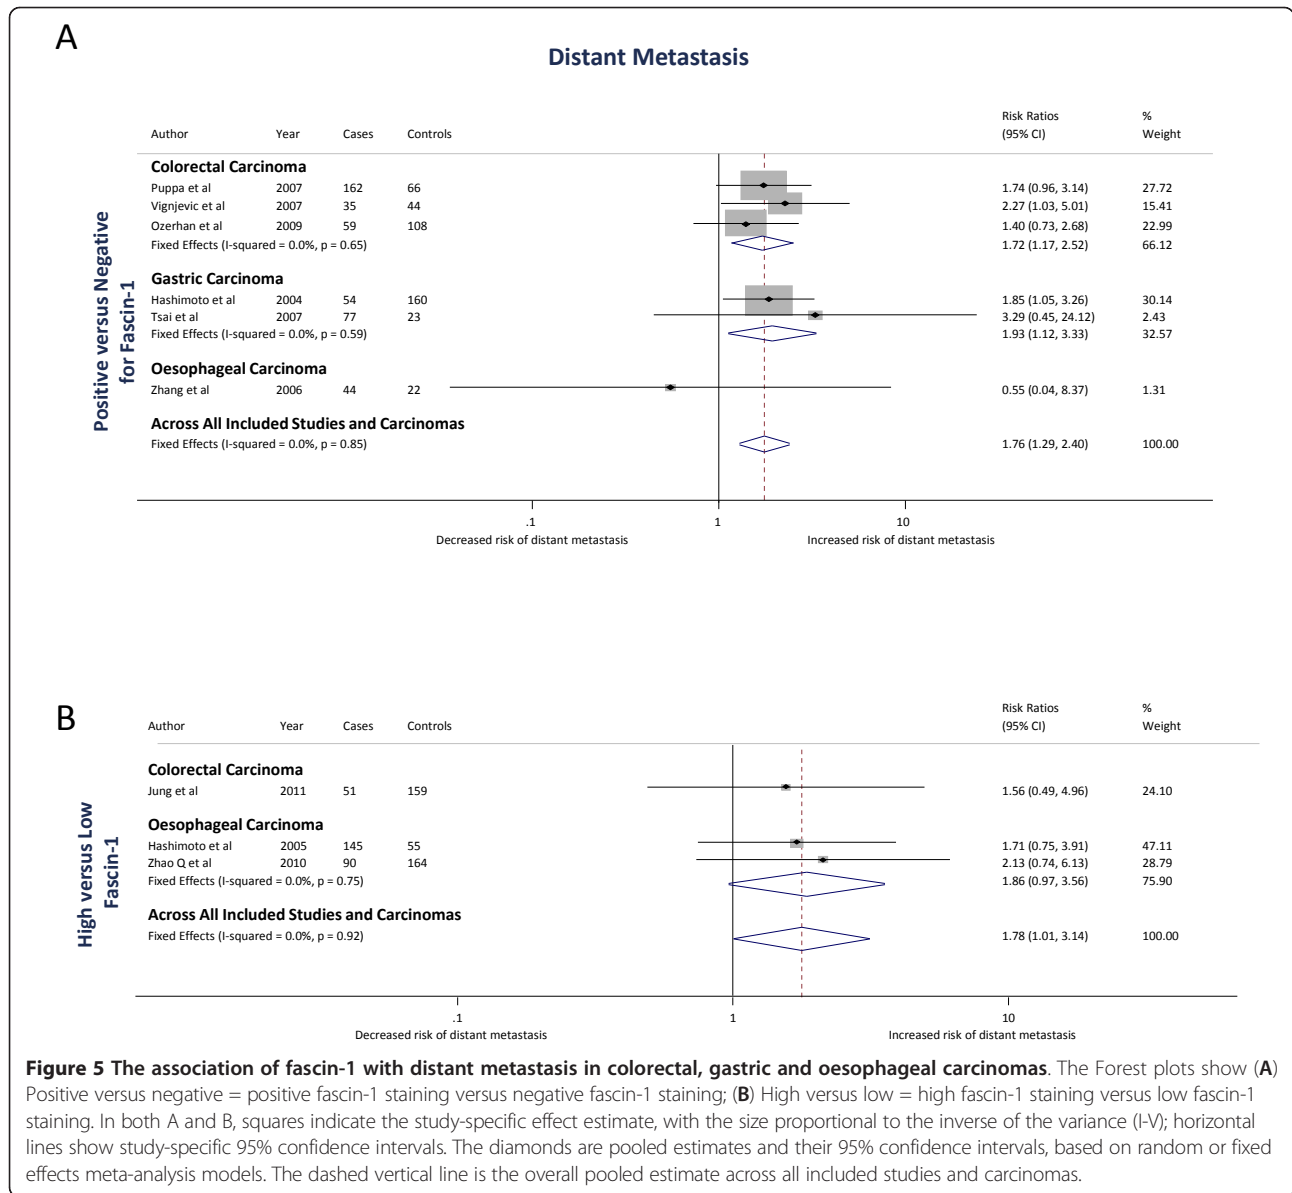 A
Distant Metastasis
Risk Ratios %
Author Year Cases Controls (95% CI) Weight
Positive versus Negative
for Fascin-1
Colorectal Carcinoma
Puppa et al 2007 162 66 1.74 (0.96, 3.14) 27.72
Vignjevic et al 2007 35 44 2.27 (1.03, 5.01) 15.41
Ozerhan et al 2009 59 108 1.40 (0.73, 2.68) 22.99
Fixed Effects (I-squared = 0.0%, p = 0.65) 1.72 (1.17, 2.52) 66.12
Gastric Carcinoma
Hashimoto et al 2004 54 160 1.85 (1.05, 3.26) 30.14
Tsai et al 2007 77 23 3.29 (0.45, 24.12) 2.43
Fixed Effects (I-squared = 0.0%, p = 0.59) 1.93 (1.12, 3.33) 32.57
Oesophageal Carcinoma
Zhang et al 2006 44 22 0.55 (0.04, 8.37) 1.31
Across All Included Studies and Carcinomas
Fixed Effects (I-squared = 0.0%, p = 0.85) 1.76 (1.29, 2.40) 100.00
.1 1 10
Decreased risk of distant metastasis Increased risk of distant metastasis
B
Risk Ratios %
Author Year Cases Controls (95% CI) Weight
High versus Low
Fascin-1
Colorectal Carcinoma
Jung et al 2011 51 159 1.56 (0.49, 4.96) 24.10
Oesophageal Carcinoma
Hashimoto et al 2005 145 55 1.71 (0.75, 3.91) 47.11
Zhao Q et al 2010 90 164 2.13 (0.74, 6.13) 28.79
Fixed Effects (I-squared = 0.0%, p = 0.75) 1.86 (0.97, 3.56) 75.90
Across All Included Studies and Carcinomas
Fixed Effects (I-squared = 0.0%, p = 0.92) 1.78 (1.01, 3.14) 100.00
.1 1 10
Decreased risk of distant metastasis Increased risk of distant metastasis
Figure 5 The association of fascin-1 with distant metastasis in colorectal, gastric and oesophageal carcinomas. The Forest plots show (A)
Positive versus negative = positive fascin-1 staining versus negative fascin-1 staining; (B) High versus low = high fascin-1 staining versus low fascin-1
staining. In both A and B, squares indicate the study-specific effect estimate, with the size proportional to the inverse of the variance (I-V); horizontal
lines show study-specific 95% confidence intervals. The diamonds are pooled estimates and their 95% confidence intervals, based on random or fixed
effects meta-analysis models. The dashed vertical line is the overall pooled estimate across all included studies and carcinomas.